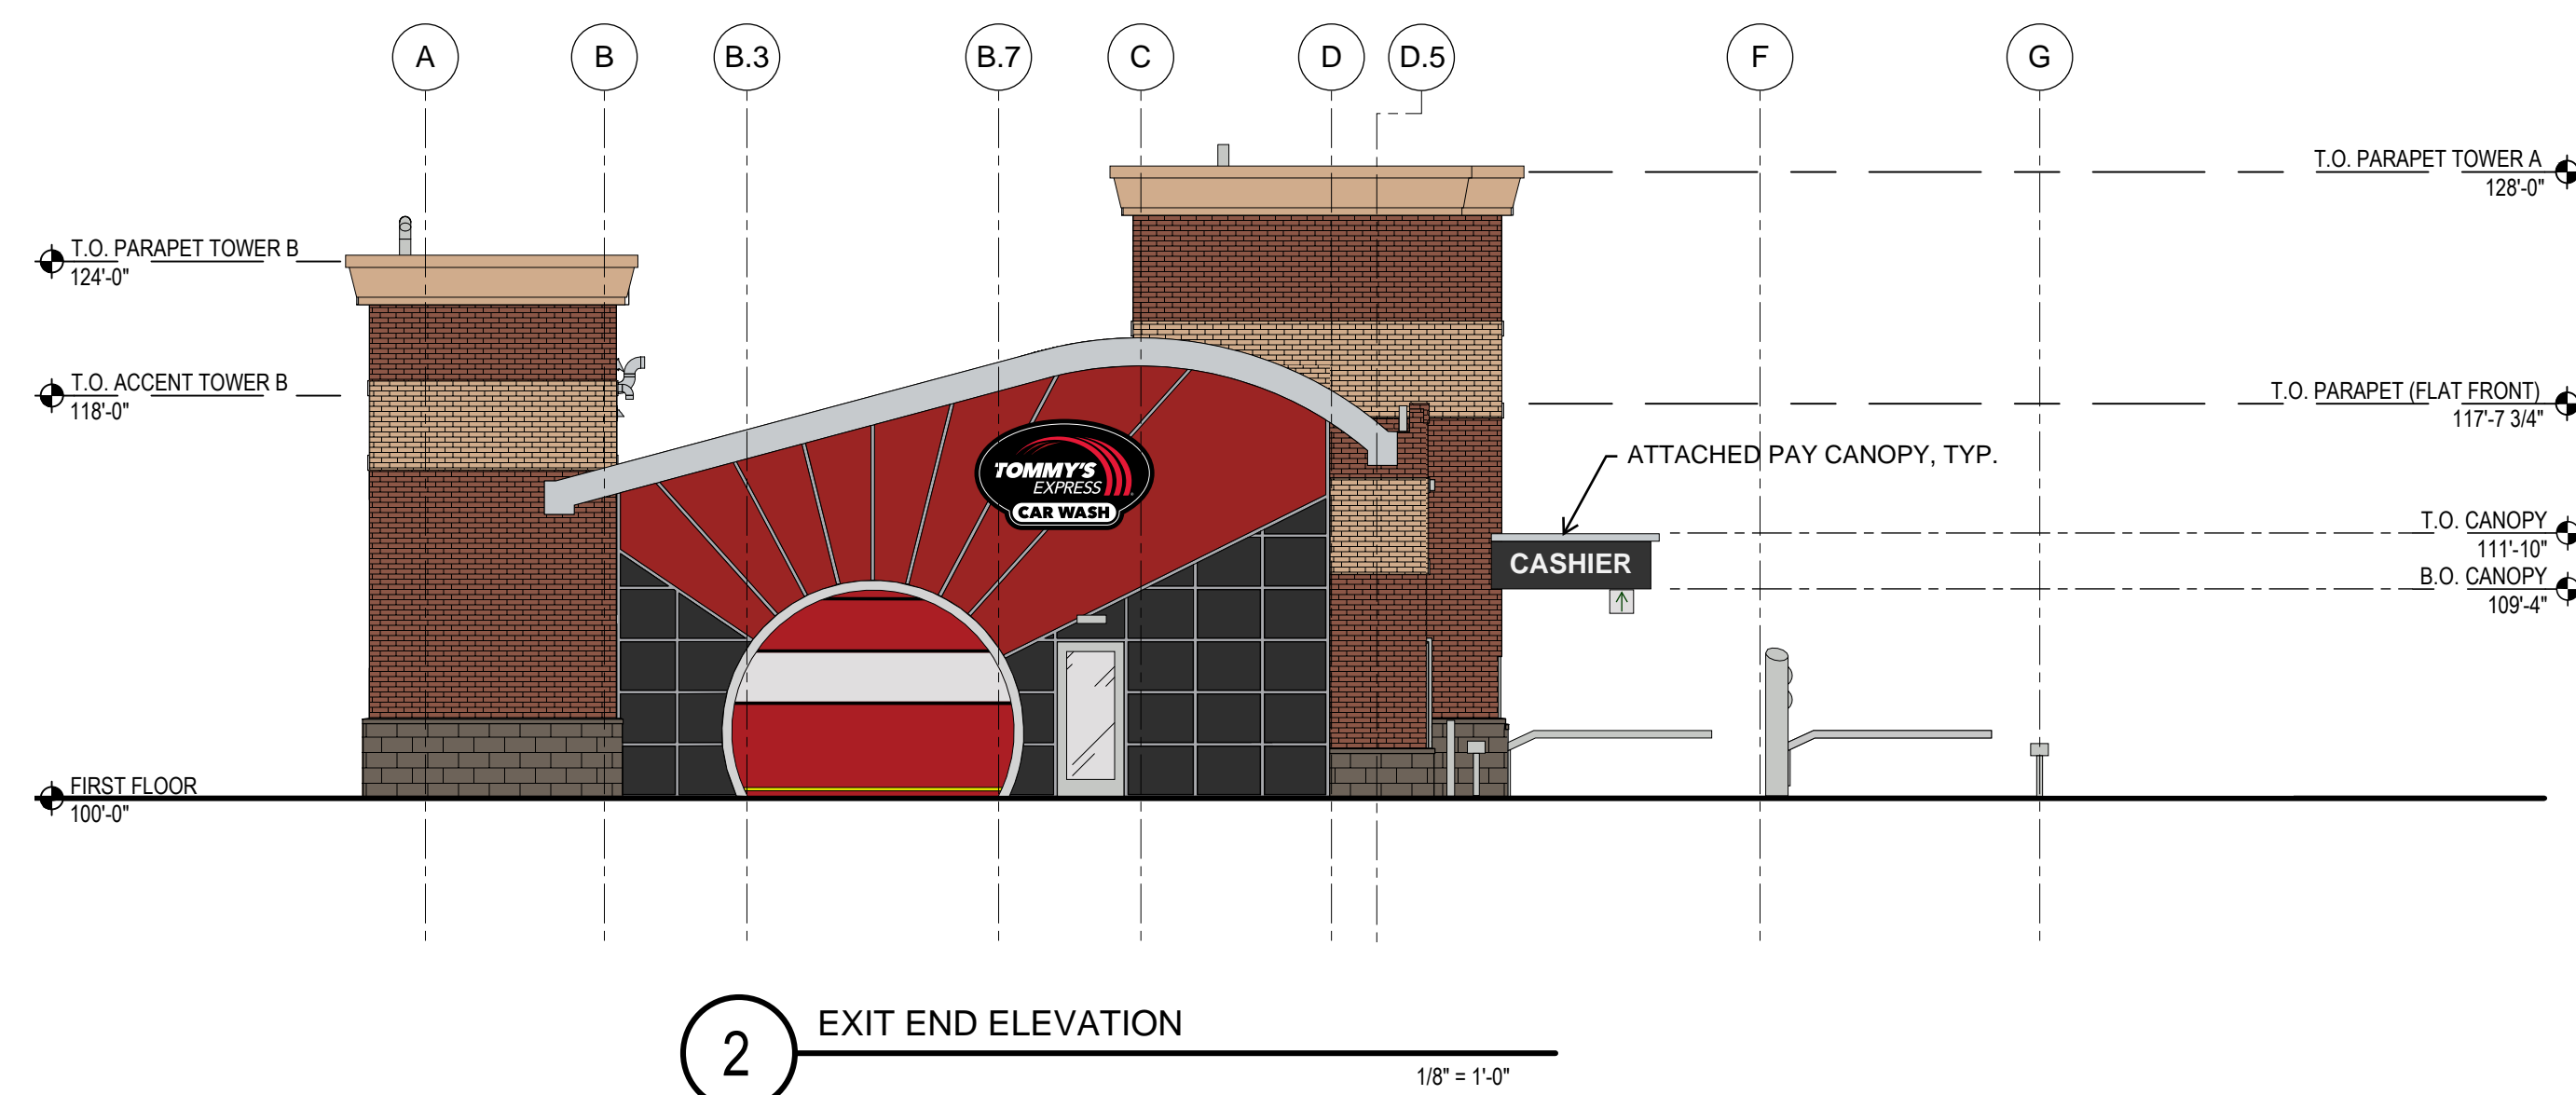 A
B
B.3
B.7
C
D
D.5
F
G
T.O. PARAPET TOWER A
128'-0"
T.O. PARAPET TOWER B
124'-0"
T.O. ACCENT TOWER B
118'-0"
T.O. PARAPET (FLAT FRONT)
117'-7 3/4"
ATTACHED PAY CANOPY, TYP.
TOMMY'S
EXPRESS
CAR WASH
T.O. CANOPY
111'-10"
CASHIER
B.O. CANOPY
109'-4"
FIRST FLOOR
100'-0"
2
EXIT END ELEVATION
1/8" = 1'-0"